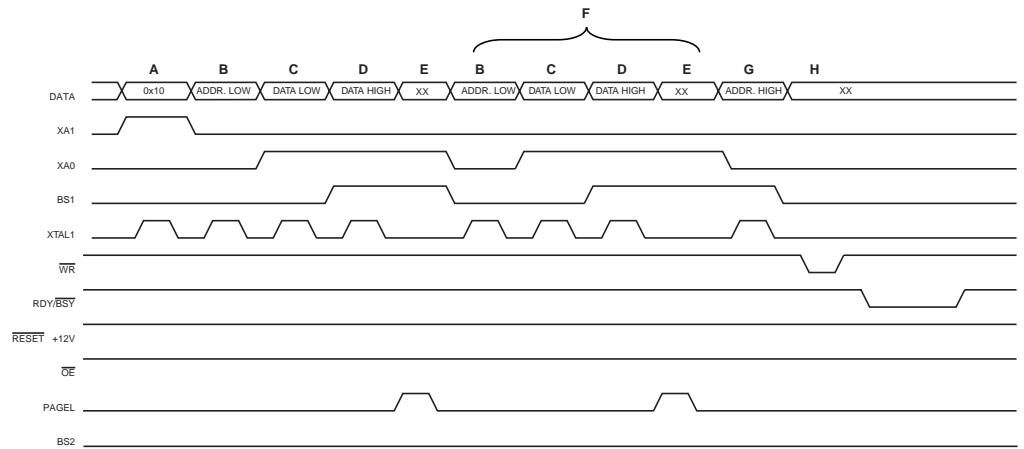 F
A B C D E B C D E G H
DATA 0x10 ADDR. LOW DATA LOW DATA HIGH XX ADDR. LOW DATA LOW DATA HIGH XX ADDR. HIGH XX
XA1
XA0
BS1
XTAL1
WR
RDY/BSY
RESET +12V
OE
PAGEL
BS2